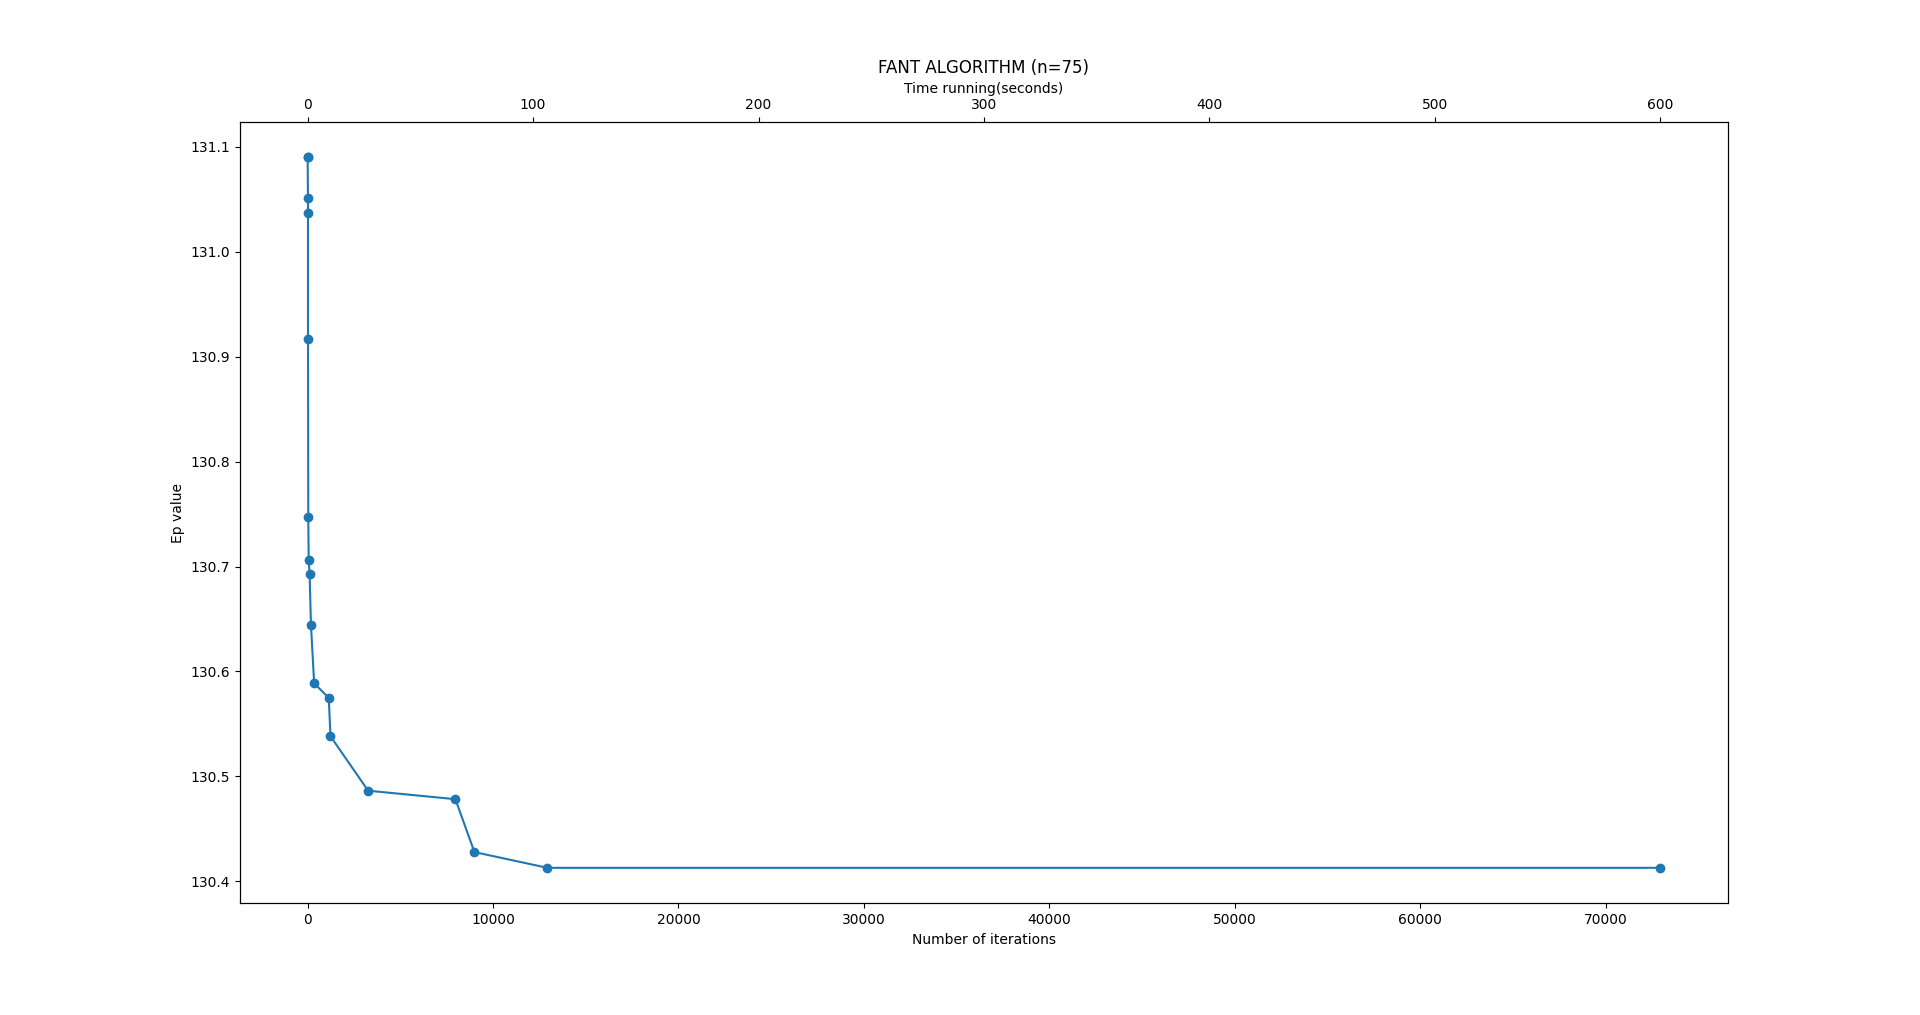 FANT ALGORITHM (n=75)
Time running(seconds)
0 100 200 300 400 500 600
131.1
131.0
130.9
130.8
130.7
130.6
130.5
130.4
Ep value
0 10000 20000 30000 40000 50000 60000 70000
Number of iterations